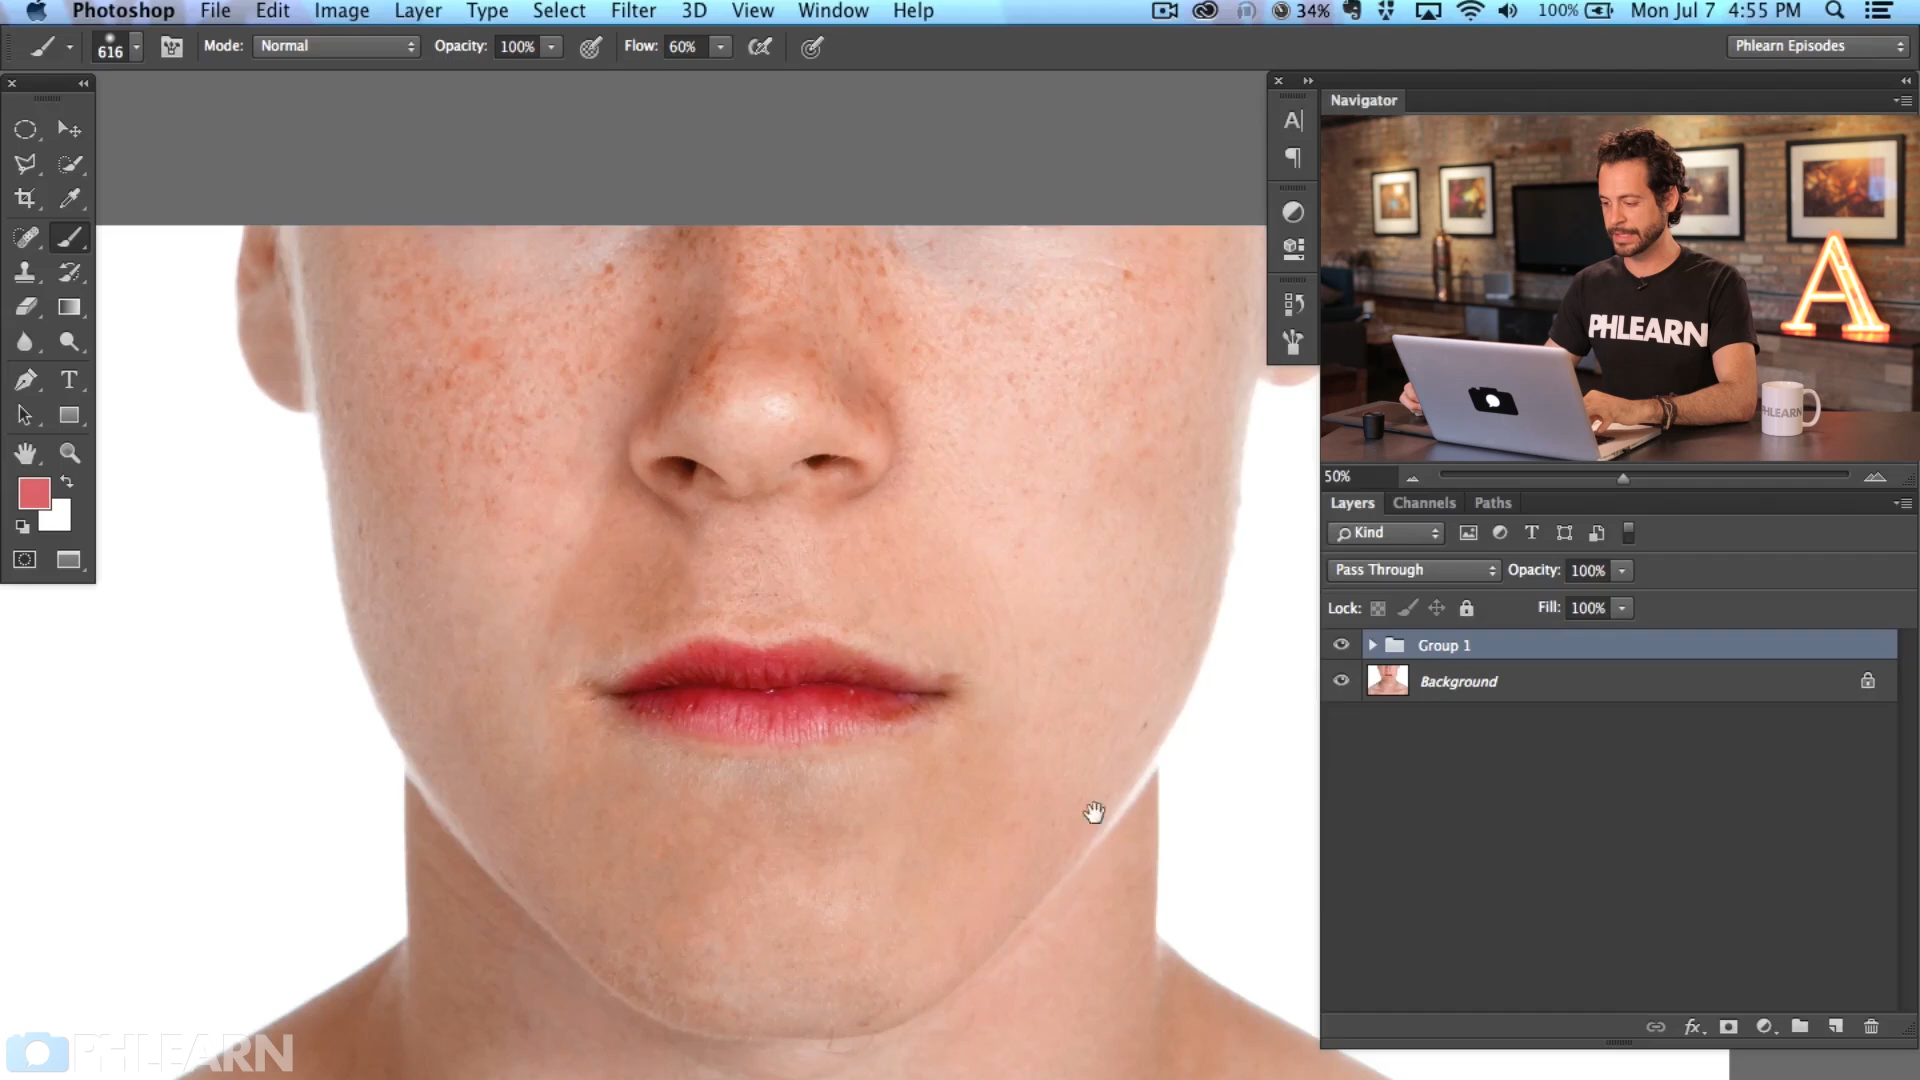 Photoshop File Edit Image Layer Type Select Filter 3D View Window Help 34% 100% Mon Jul 7 4:55 PM
616 Mode: Normal Opacity: 100% Flow: 60% Phlearn Episodes
Navigator
A
PHLEARN
PHLEARN
50%
Layers Channels Paths
Kind
Pass Through Opacity: 100%
Lock: Fill: 100%
Group 1
Background
PHLEARN